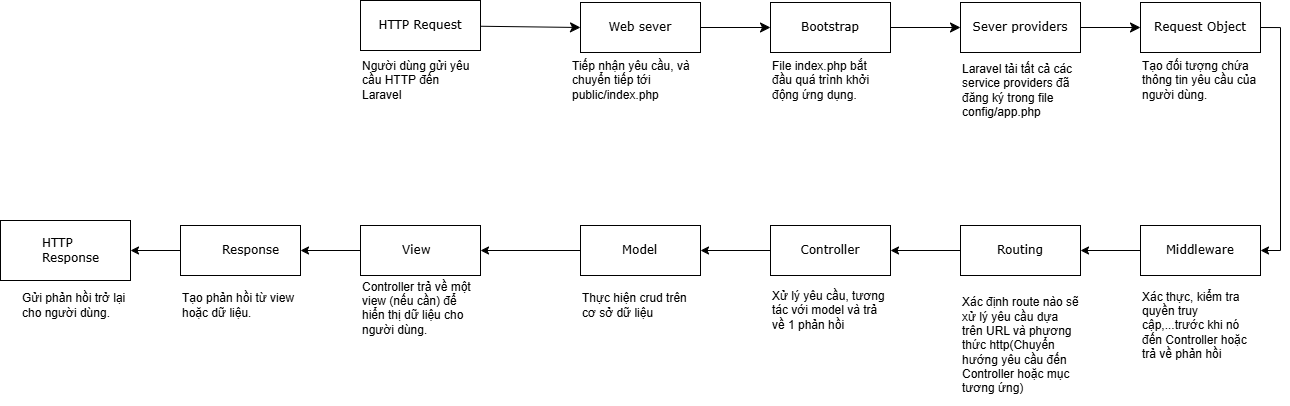 HTTP Request
Người dùng gửi yêu
cầu HTTP đến
Laravel
Web sever
Tiếp nhận yêu cầu, và
chuyển tiếp tới
public/index.php
Bootstrap
File index.php bắt
đầu quá trình khởi
động ứng dụng.
Sever providers
Laravel tải tất cả các
service providers đã
đăng ký trong file
config/app.php
Request Object
Tạo đối tượng chứa
thông tin yêu cầu của
người dùng.
Middleware
Xác thực, kiểm tra
quyền truy
cập,...trước khi nó
đến Controller hoặc
trả về phản hồi
Routing
Xác định route nào sẽ
xử lý yêu cầu dựa
trên URL và phương
thức http(Chuyển
hướng yêu cầu đến
Controller hoặc mục
tương ứng)
Controller
Xử lý yêu cầu, tương
tác với model và trả
về 1 phản hồi
Model
Thực hiện crud trên
cơ sở dữ liệu
View
Controller trả về một
view (nếu cần) để
hiển thị dữ liệu cho
người dùng.
Response
Tạo phản hồi từ view
hoặc dữ liệu.
HTTP
Response
Gửi phản hồi trở lại
cho người dùng.